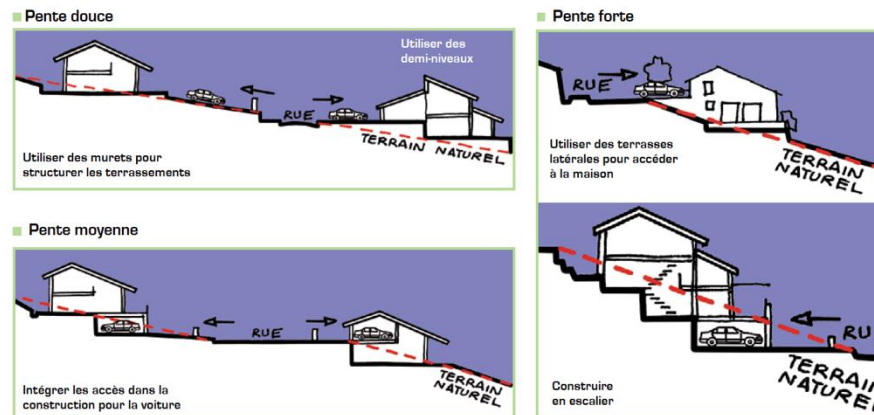 Pente douce
Utiliser des
demi-niveaux
RUE
TERRAIN NATUREL
Utiliser des murets pour
structurer les terrassements
Pente moyenne
RUE
TERRAIN
NATUREL
Intégrer les accès dans la
construction pour la voiture
Pente forte
RUE
Utiliser des terrasses
latérales pour accéder
à la maison
TERRAIN
NATUREL
RU
Construire
en escalier
TERRAIN
NATUREL